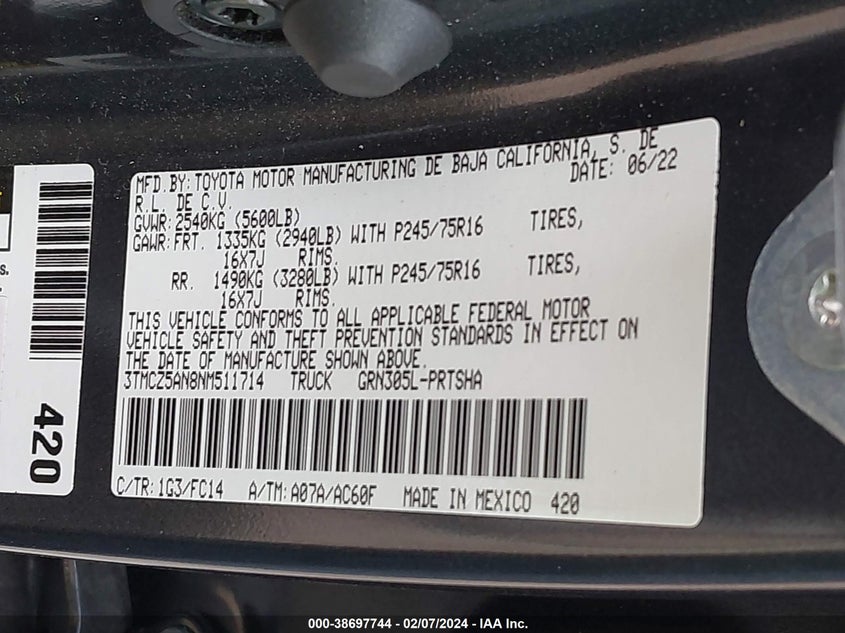 MFD. BY: TOYOTA MOTOR MANUFACTURING DE BAJA CALIFORNIA, S. DE
R.L. DE C.V. DATE: 06/22
GVWR: 2540KG (5600LB)
GAWR: FRT. 1335KG (2940LB) WITH P245/75R16 TIRES,
16X7J RIMS.
RR. 1490KG (3280LB) WITH P245/75R16 TIRES,
16X7J RIMS.
THIS VEHICLE CONFORMS TO ALL APPLICABLE FEDERAL MOTOR
VEHICLE SAFETY AND THEFT PREVENTION STANDARDS IN EFFECT ON
THE DATE OF MANUFACTURE SHOWN ABOVE.
3TMCZ5AN8NM511714 TRUCK GRN305L-PRTSHA
C/TR: 1G3/FC14 A/TM: A07A/AC60F MADE IN MEXICO 420
420
s.
000-38697744 - 02/07/2024 - IAA Inc.